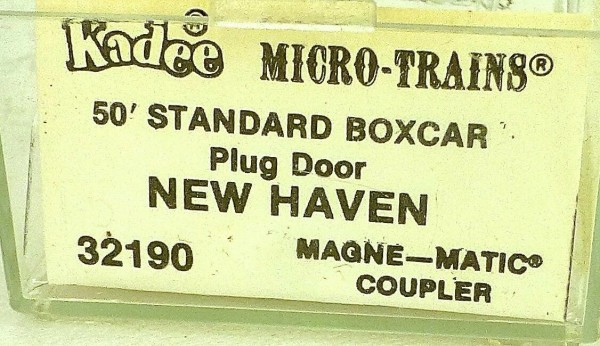 Kadee® MICRO-TRAINS®
50' STANDARD BOXCAR
Plug Door
NEW HAVEN
32190 MAGNE—MATIC®
COUPLER